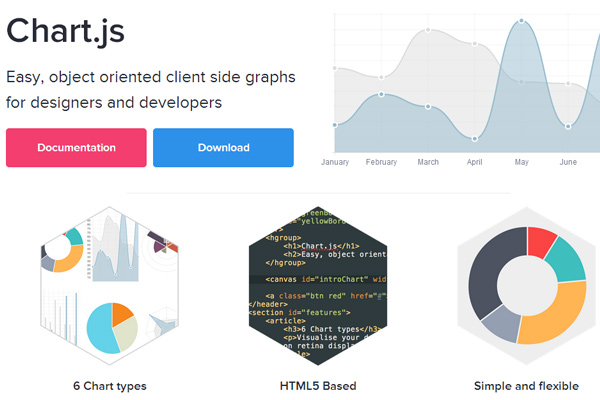 Chart.js
Easy, object oriented client side graphs
for designers and developers
Documentation
Download
January
February
March
April
May
June
"yellowBor
<hgroup>
<h1>Chart.js</h1>
<h2>Easy, object orient
</hgroup>
<canvas id="introChart" wid
<a class="btn red" href="
</header>
<section id="features">
<article>
<h3>6 Chart types</h3>
<p>Visualise your d
on retina displa
6 Chart types
HTML5 Based
Simple and flexible